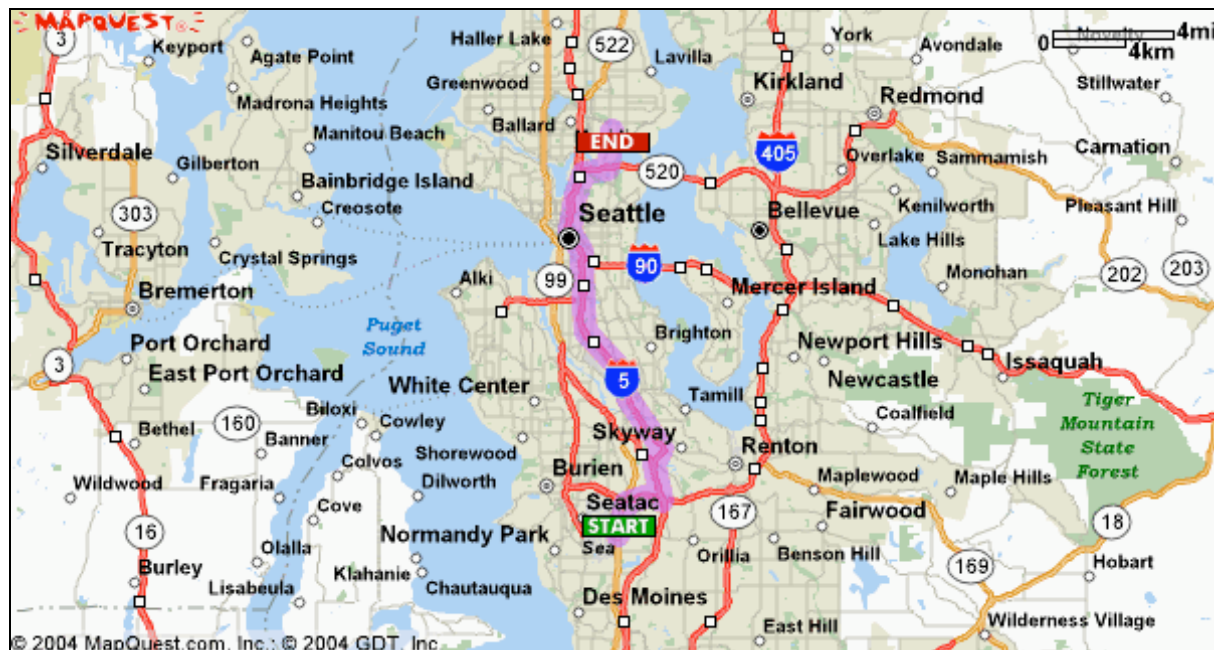 MAPQUEST
3
Keyport
Agate Point
Haller Lake
522
Lavilla
York
Avondale
Novelty
0
4mi
4km
Madrona Heights
Greenwood
Kirkland
Stillwater
Manitou Beach
Ballard
Redmond
Silverdale
Gilberton
END
405
Overlake
Sammamish
Carnation
Bainbridge Island
520
303
Creosote
Seattle
Bellevue
Kenilworth
Pleasant Hill
Tracyton
Crystal Springs
Lake Hills
Bremerton
Alki
99
90
Mercer Island
Monohan
202
203
Puget
Sound
Port Orchard
Brighton
Newport Hills
Issaquah
3
East Port Orchard
White Center
5
Tamill
Newcastle
Tiger
Mountain
State
Forest
Biloxi
160
Cowley
Coalfield
Bethel
Banner
Shorewood
Skyway
Renton
Wildwood
Fragaria
Colvos
Burien
Maplewood
Maple Hills
Dilworth
Seatac
167
Fairwood
16
Cove
Normandy Park
START
18
Olalla
Sea
Orillia
Benson Hill
Burley
Klahanie
169
Hobart
Lisabeula
Chautauqua
Des Moines
East Hill
Wilderness Village
© 2004 MapQuest.com, Inc.; © 2004 GDT, Inc.